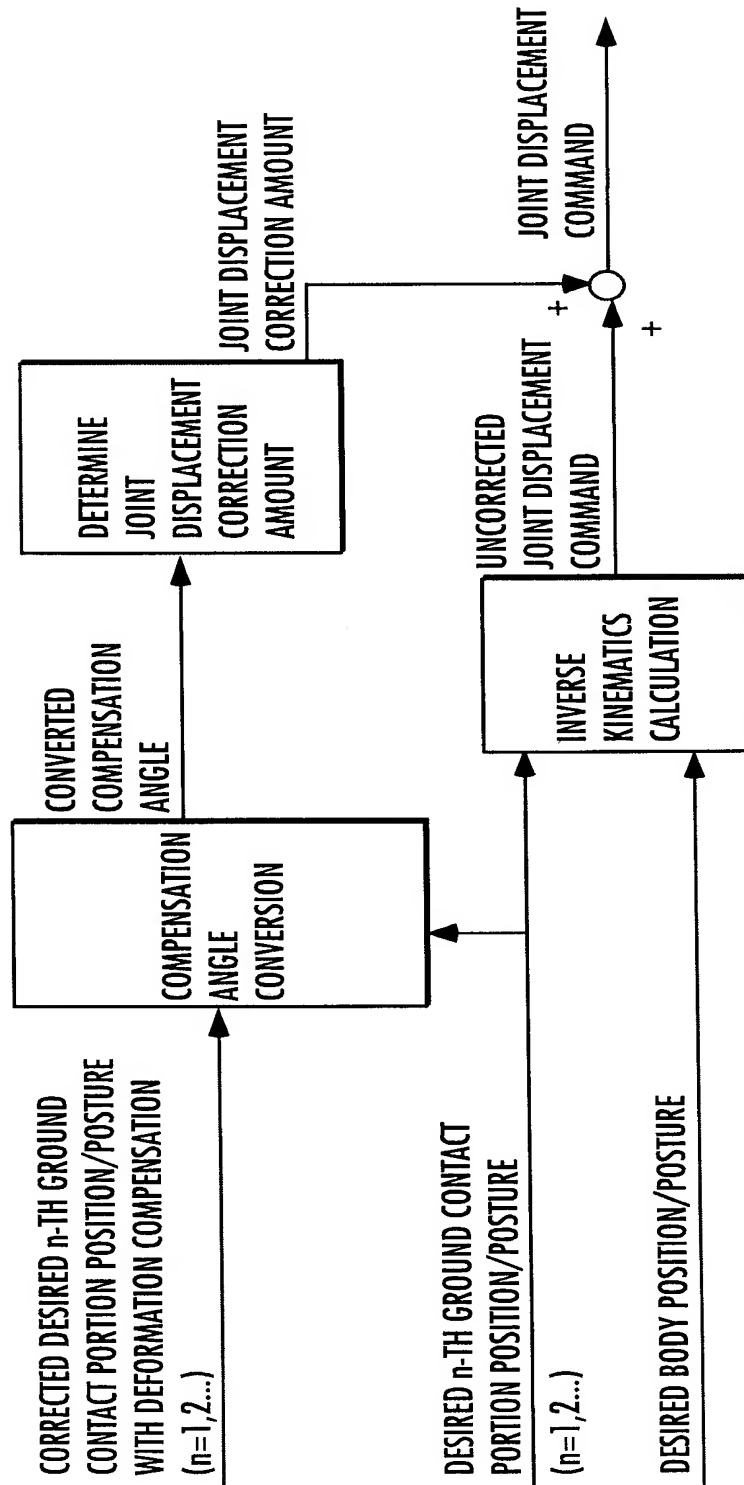 CORRECTED DESIRED n-TH GROUND
CONTACT PORTION POSITION/POSTURE
WITH DEFORMATION COMPENSATION
(n=1,2...)
COMPENSATION
ANGLE
CONVERSION
CONVERTED
COMPENSATION
ANGLE
DETERMINE
JOINT
DISPLACEMENT
CORRECTION
AMOUNT
JOINT DISPLACEMENT
CORRECTION AMOUNT
DESIRED n-TH GROUND CONTACT
PORTION POSITION/POSTURE
(n=1,2...)
DESIRED BODY POSITION/POSTURE
INVERSE
KINEMATICS
CALCULATION
UNCORRECTED
JOINT DISPLACEMENT
COMMAND
+
+
JOINT DISPLACEMENT
COMMAND